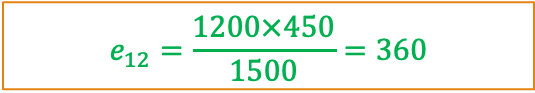 e₁₂ = 1200×450 / 1500 = 360